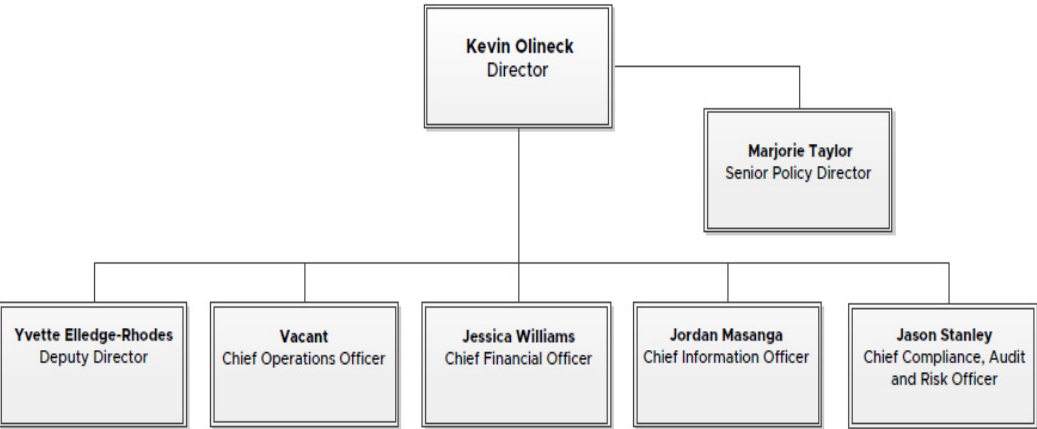 Kevin Olineck
Director
Marjorie Taylor
Senior Policy Director
Yvette Elledge-Rhodes
Deputy Director
Vacant
Chief Operations Officer
Jessica Williams
Chief Financial Officer
Jordan Masanga
Chief Information Officer
Jason Stanley
Chief Compliance, Audit
and Risk Officer